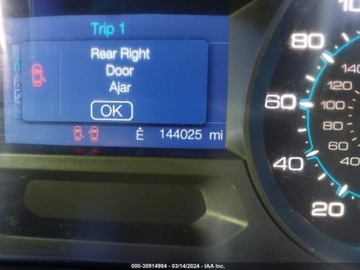 Trip 1
Rear Right
Door
Ajar
OK
Ė 144025 mi
80
60
40
20
140
120
100
80
60
40
000-38914984 - 03/14/2024 - IAA, Inc.